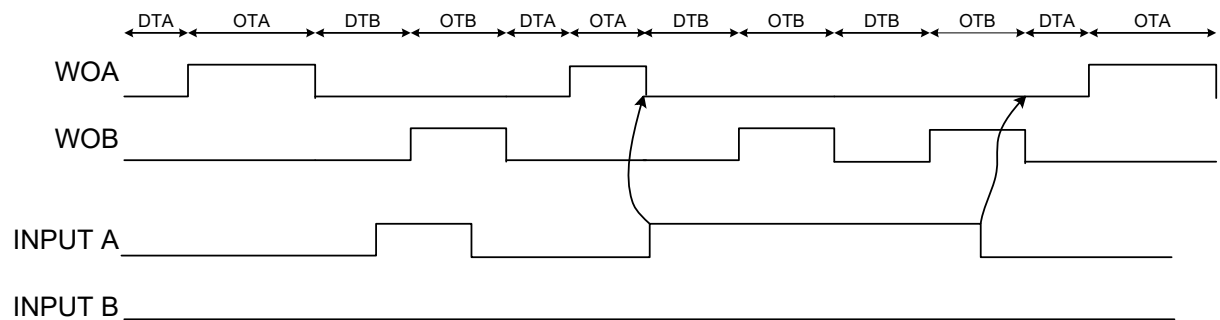 DTA OTA DTB OTB DTA OTA DTB OTB DTB OTB DTA OTA
WOA
WOB
INPUT A
INPUT B